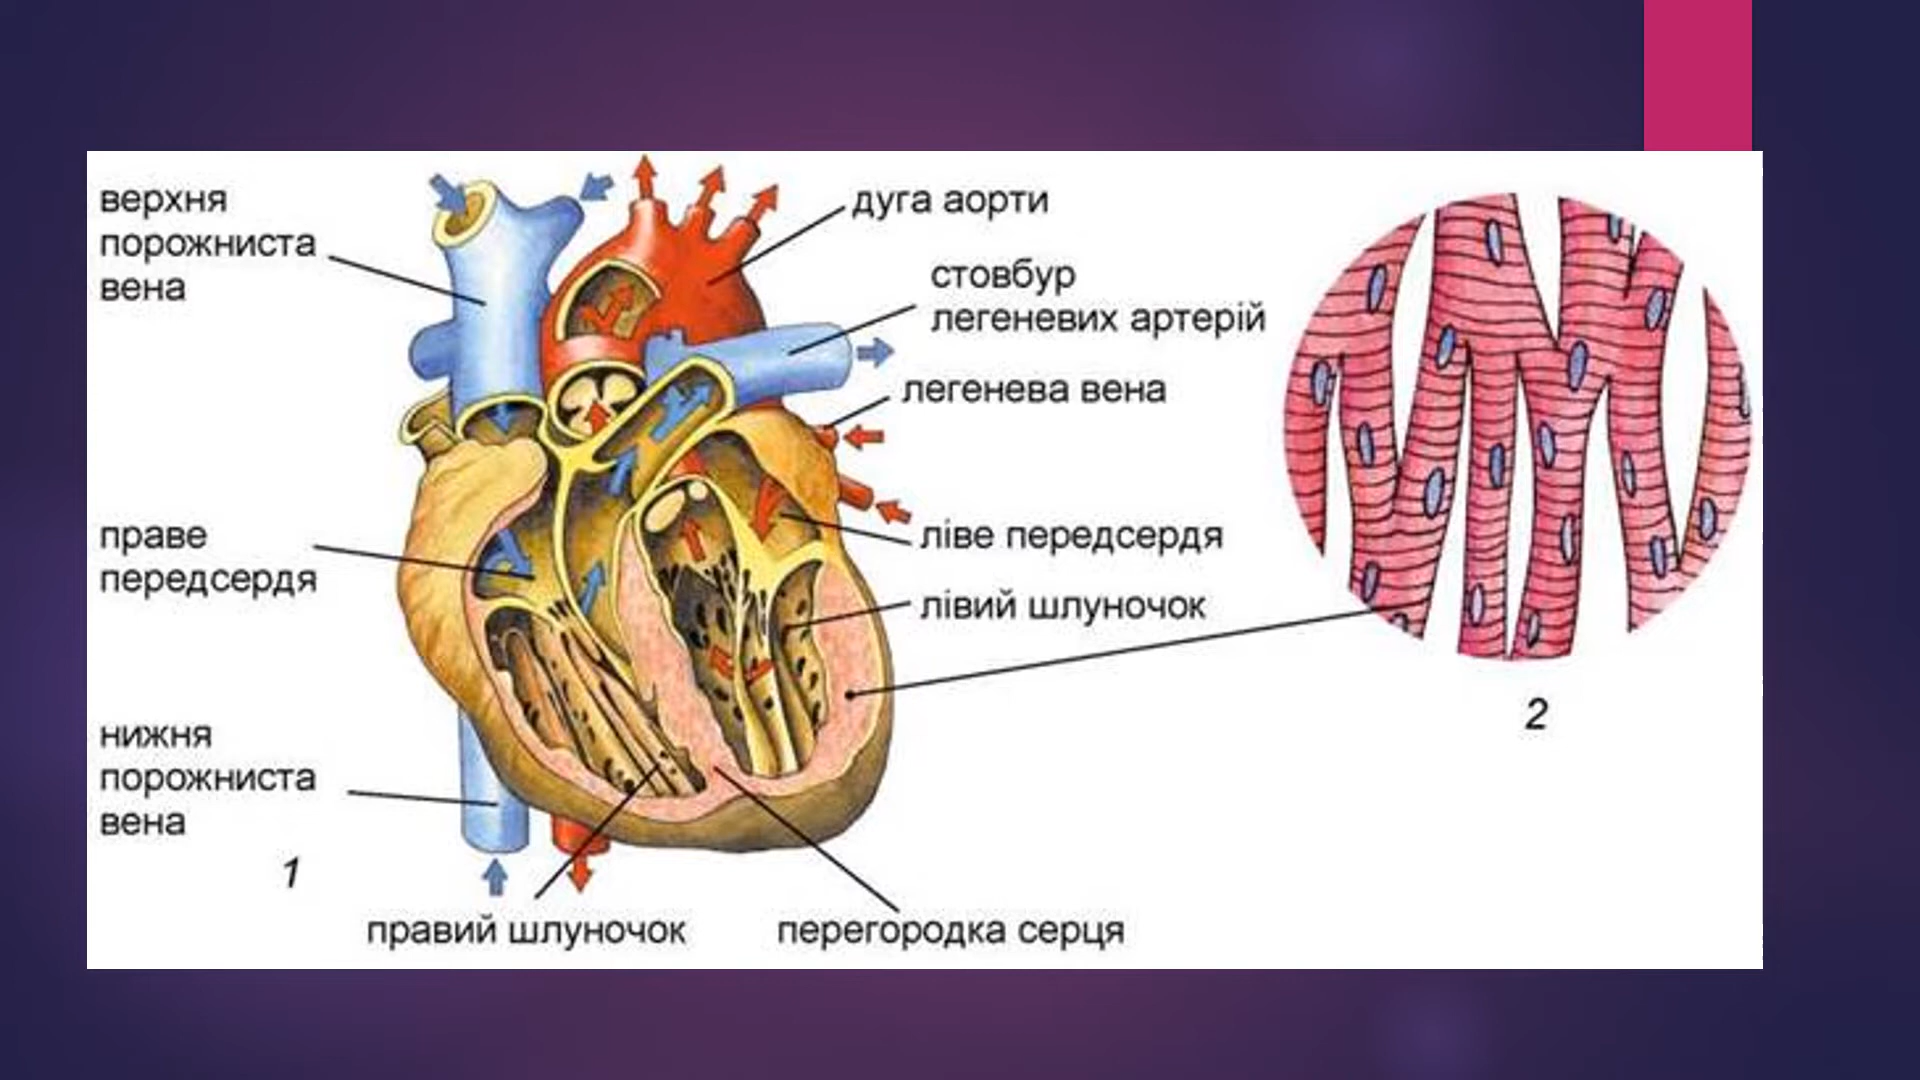 верхня
порожниста
вена
дуга аорти
стовбур
легеневих артерій
легенева вена
праве
передсердя
ліве передсердя
лівий шлуночок
нижня
порожниста
вена
1
2
правий шлуночок
перегородка серця